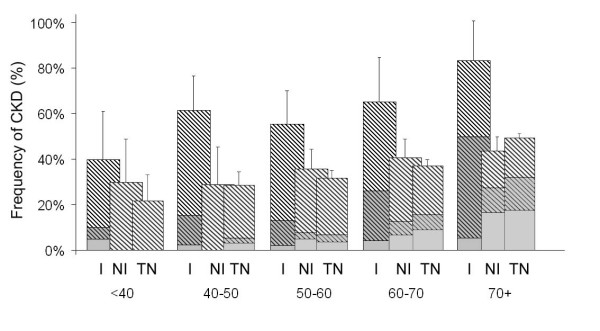 Frequency of CKD (%)
100%
80%
60%
40%
20%
0%
I NI TN I NI TN I NI TN I NI TN I NI TN
<40 40-50 50-60 60-70 70+